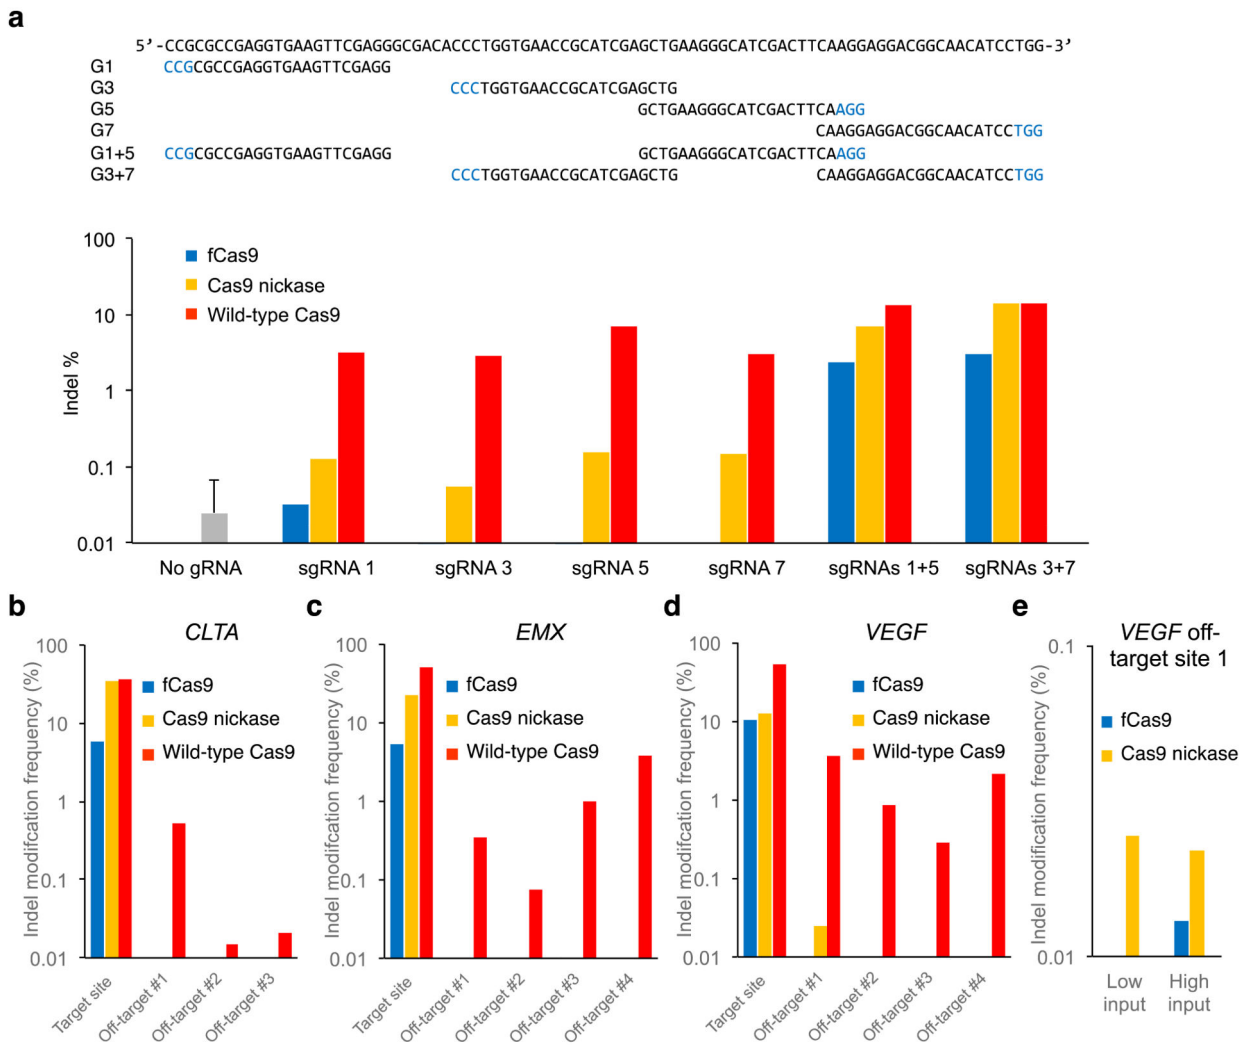 a
5’-CCGCGCCGAGGTGAAGTTCGAGGGCGACACCCTGGTGAACCGCATCGAGCTGAAGGGCATCGACTTCAAGGAGGACGGCAACATCCTGG-3’
G1 CCGCGCCGAGGTGAAGTTCGAGG
G3 CCCTGGTGAACCGCATCGAGCTG
G5 GCTGAAGGGCATCGACTTCAAGG
G7 CAAGGAGGACGGCAACATCCTGG
G1+5 CCGCGCCGAGGTGAAGTTCGAGG GCTGAAGGGCATCGACTTCAAGG
G3+7 CCCTGGTGAACCGCATCGAGCTG CAAGGAGGACGGCAACATCCTGG
Indel %
100
10
1
0.1
0.01
fCas9
Cas9 nickase
Wild-type Cas9
No gRNA sgRNA 1 sgRNA 3 sgRNA 5 sgRNA 7 sgRNAs 1+5 sgRNAs 3+7
b
CLTA
Indel modifcation frequency (%)
100
10
1
0.1
0.01
fCas9
Cas9 nickase
Wild-type Cas9
Target site
Off-target #1
Off-target #2
Off-target #3
c
EMX
Indel modification frequency (%)
100
10
1
0.1
0.01
fCas9
Cas9 nickase
Wild-type Cas9
Target site
Off-target #1
Off-target #2
Off-target #3
Off-target #4
d
VEGF
Indel modification frequency (%)
100
10
1
0.1
0.01
fCas9
Cas9 nickase
Wild-type Cas9
Target site
Off-target #1
Off-target #2
Off-target #3
Off-target #4
e
VEGF off-
target site 1
Indel modification frequency (%)
0.1
0.01
fCas9
Cas9 nickase
Low
input
High
input